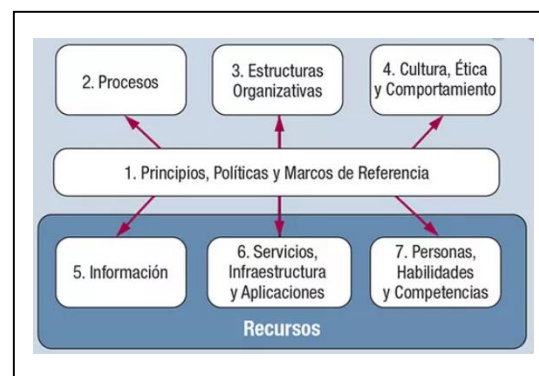 2. Procesos
3. Estructuras
Organizativas
4. Cultura, Ética
y Comportamiento
1. Principios, Políticas y Marcos de Referencia
5. Información
6. Servicios,
Infraestructura
y Aplicaciones
7. Personas,
Habilidades
y Competencias
Recursos